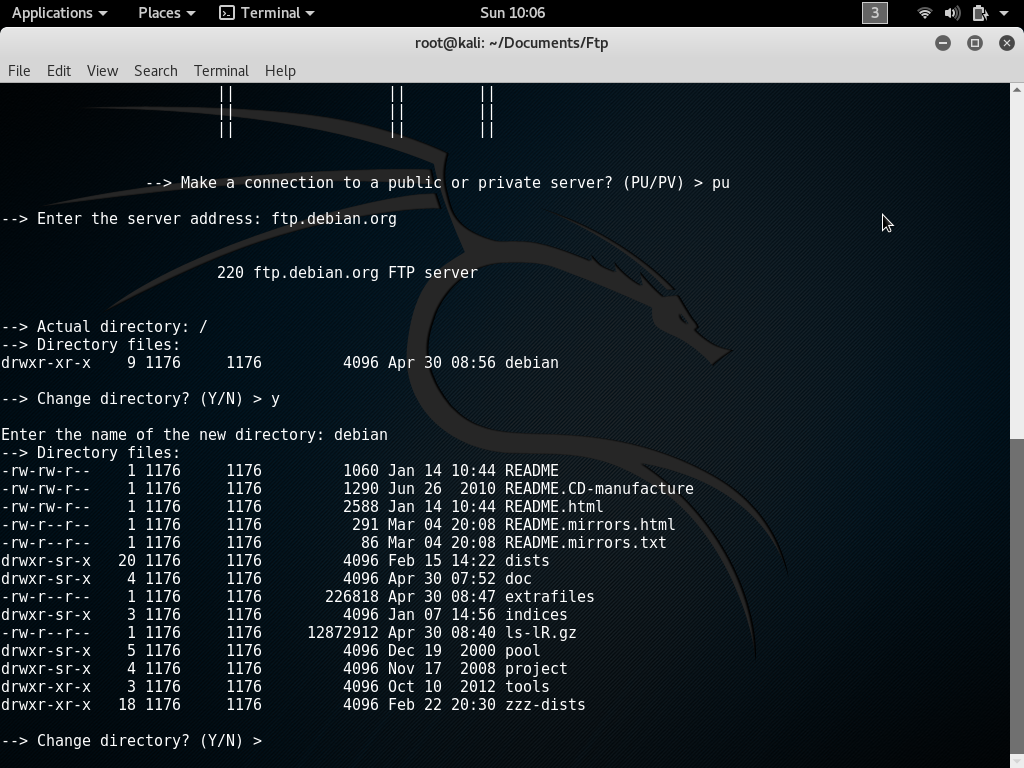 Applications Places Terminal Sun 10:06 3
root@kali: ~/Documents/Ftp
File Edit View Search Terminal Help
|| || ||
|| || ||
|| || ||
--> Make a connection to a public or private server? (PU/PV) > pu
--> Enter the server address: ftp.debian.org
220 ftp.debian.org FTP server
--> Actual directory: /
--> Directory files:
drwxr-xr-x    9 1176     1176         4096 Apr 30 08:56 debian
--> Change directory? (Y/N) > y
Enter the name of the new directory: debian
--> Directory files:
-rw-rw-r--    1 1176     1176         1060 Jan 14 10:44 README
-rw-rw-r--    1 1176     1176         1290 Jun 26  2010 README.CD-manufacture
-rw-rw-r--    1 1176     1176         2588 Jan 14 10:44 README.html
-rw-r--r--    1 1176     1176          291 Mar 04 20:08 README.mirrors.html
-rw-r--r--    1 1176     1176           86 Mar 04 20:08 README.mirrors.txt
drwxr-sr-x   20 1176     1176         4096 Feb 15 14:22 dists
drwxr-sr-x    4 1176     1176         4096 Apr 30 07:52 doc
-rw-r--r--    1 1176     1176       226818 Apr 30 08:47 extrafiles
drwxr-sr-x    3 1176     1176         4096 Jan 07 14:56 indices
-rw-r--r--    1 1176     1176     12872912 Apr 30 08:40 ls-lR.gz
drwxr-sr-x    5 1176     1176         4096 Dec 19  2000 pool
drwxr-sr-x    4 1176     1176         4096 Nov 17  2008 project
drwxr-xr-x    3 1176     1176         4096 Oct 10  2012 tools
drwxr-xr-x   18 1176     1176         4096 Feb 22 20:30 zzz-dists
--> Change directory? (Y/N) >